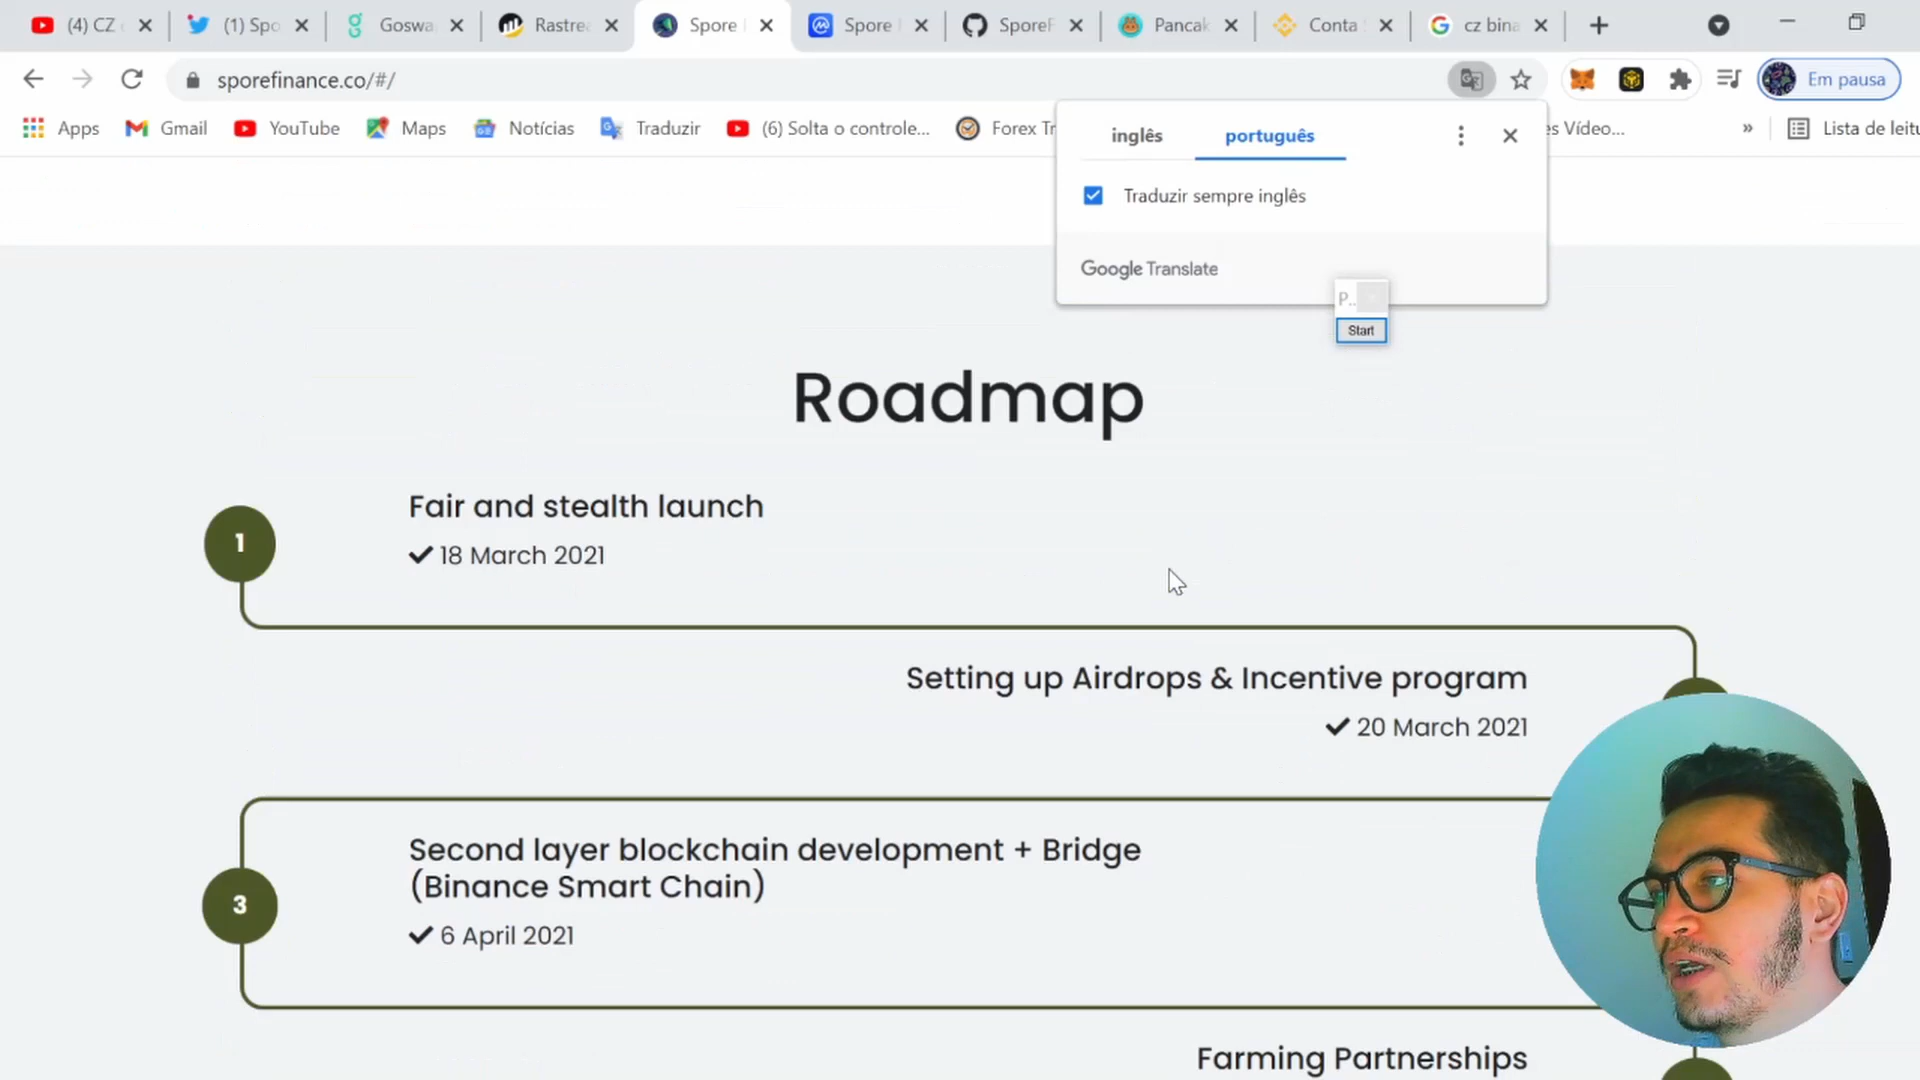 (4) CZ
(1) Spo
Goswa
Rastrea
Spore
Spore
SporeF
Pancak
Conta
cz bina
sporefinance.co/#/
Em pausa
Apps
Gmail
YouTube
Maps
Notícias
Traduzir
(6) Solta o controle...
Forex Tr
es Vídeo...
»
Lista de leitu
inglês
português
Traduzir sempre inglês
Google Translate
P..
Start
Roadmap
Fair and stealth launch
1
18 March 2021
Setting up Airdrops & Incentive program
20 March 2021
Second layer blockchain development + Bridge
(Binance Smart Chain)
3
6 April 2021
Farming Partnerships